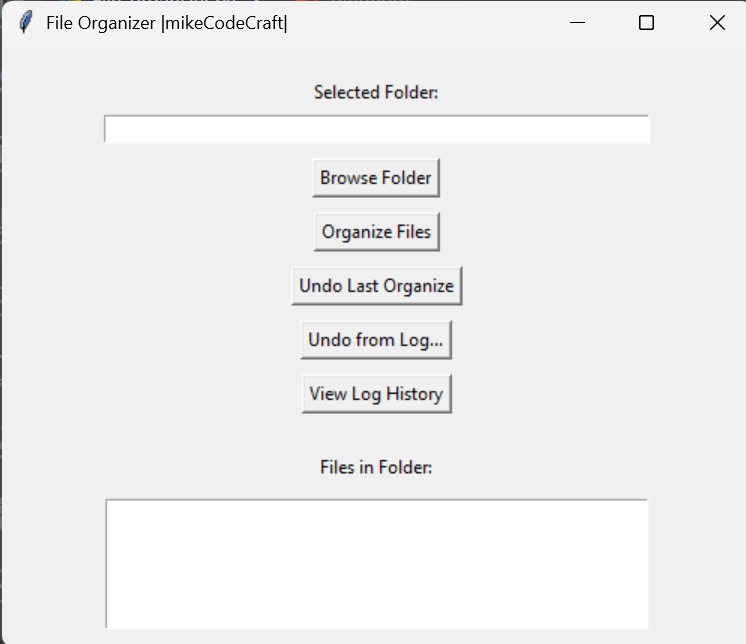 File Organizer |mikeCodeCraft|
Selected Folder:
Browse Folder
Organize Files
Undo Last Organize
Undo from Log...
View Log History
Files in Folder: